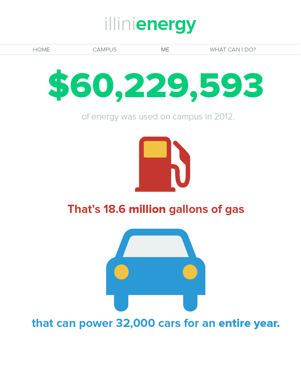 illinienergy
HOME CAMPUS ME WHAT CAN I DO?
$60,229,593
of energy was used on campus in 2012.
That's 18.6 million gallons of gas
that can power 32,000 cars for an entire year.